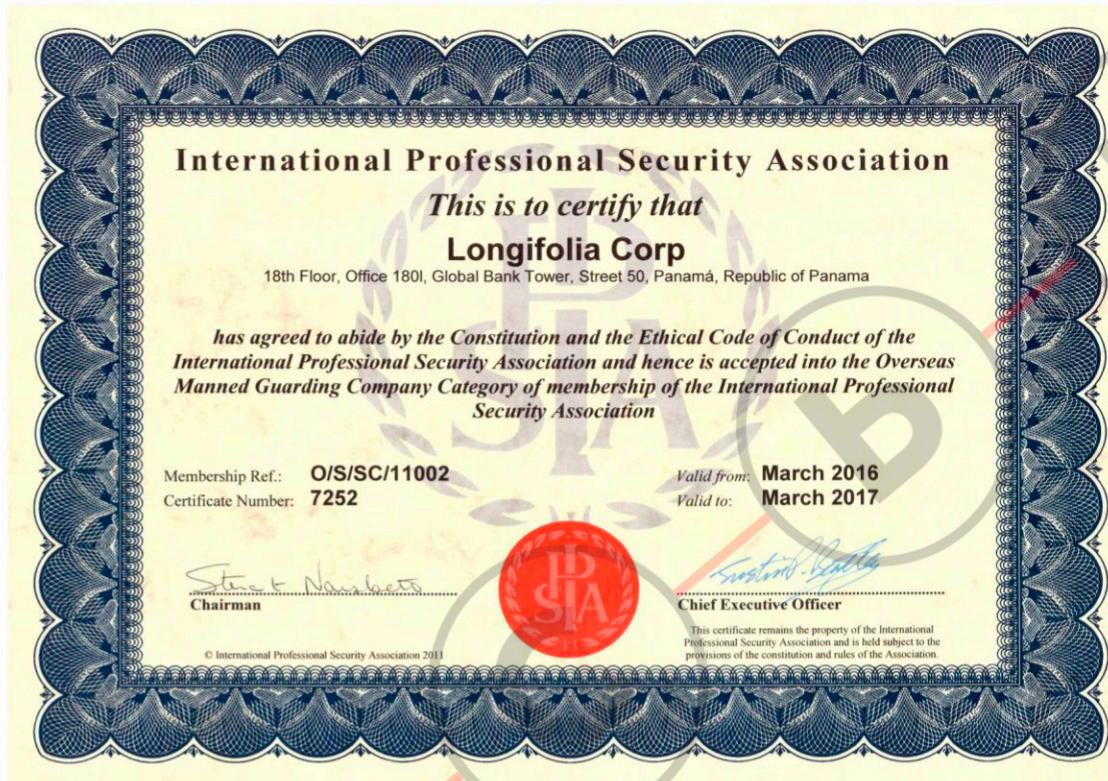 International Professional Security Association
This is to certify that
Longifolia Corp
18th Floor, Office 180I, Global Bank Tower, Street 50, Panamá, Republic of Panama
has agreed to abide by the Constitution and the Ethical Code of Conduct of the
International Professional Security Association and hence is accepted into the Overseas
Manned Guarding Company Category of membership of the International Professional
Security Association
Membership Ref.: O/S/SC/11002
Certificate Number: 7252
Valid from: March 2016
Valid to: March 2017
IPSA
Chairman
Chief Executive Officer
This certificate remains the property of the International
Professional Security Association and is held subject to the
provisions of the constitution and rules of the Association.
© International Professional Security Association 2011